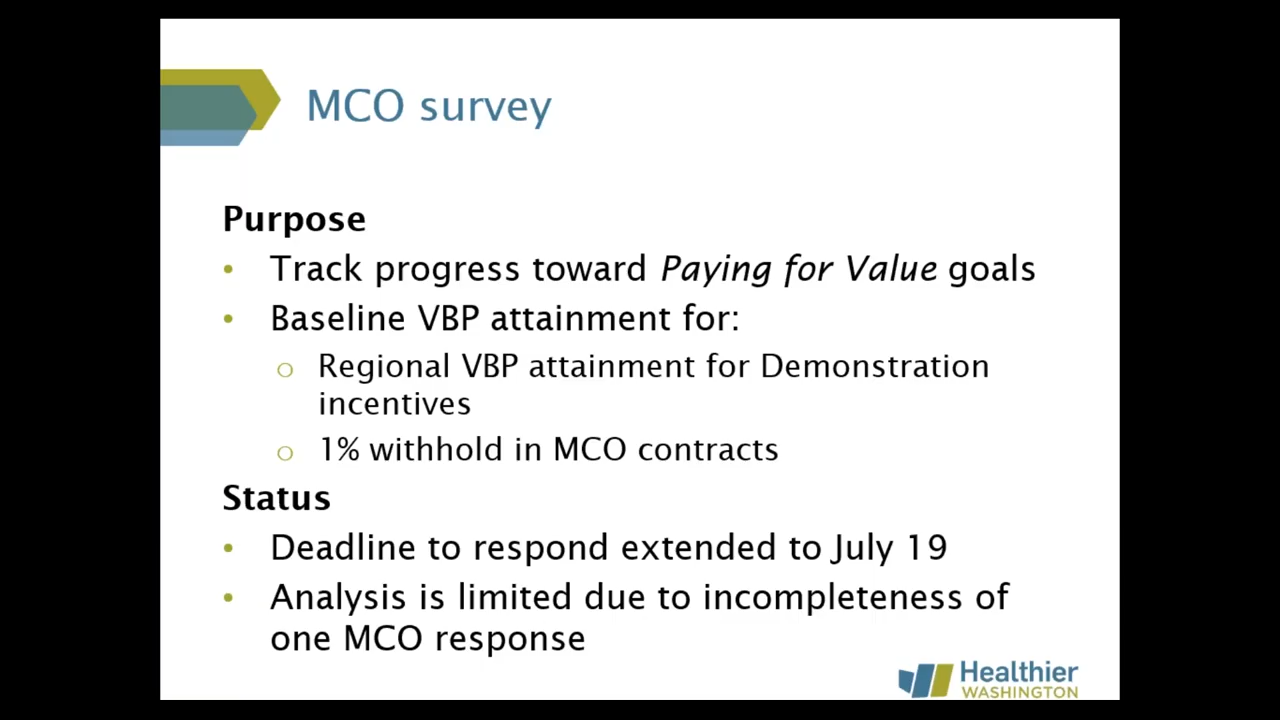 MCO survey
Purpose
• Track progress toward Paying for Value goals
• Baseline VBP attainment for:
o Regional VBP attainment for Demonstration
incentives
o 1% withhold in MCO contracts
Status
• Deadline to respond extended to July 19
• Analysis is limited due to incompleteness of
one MCO response
Healthier
WASHINGTON